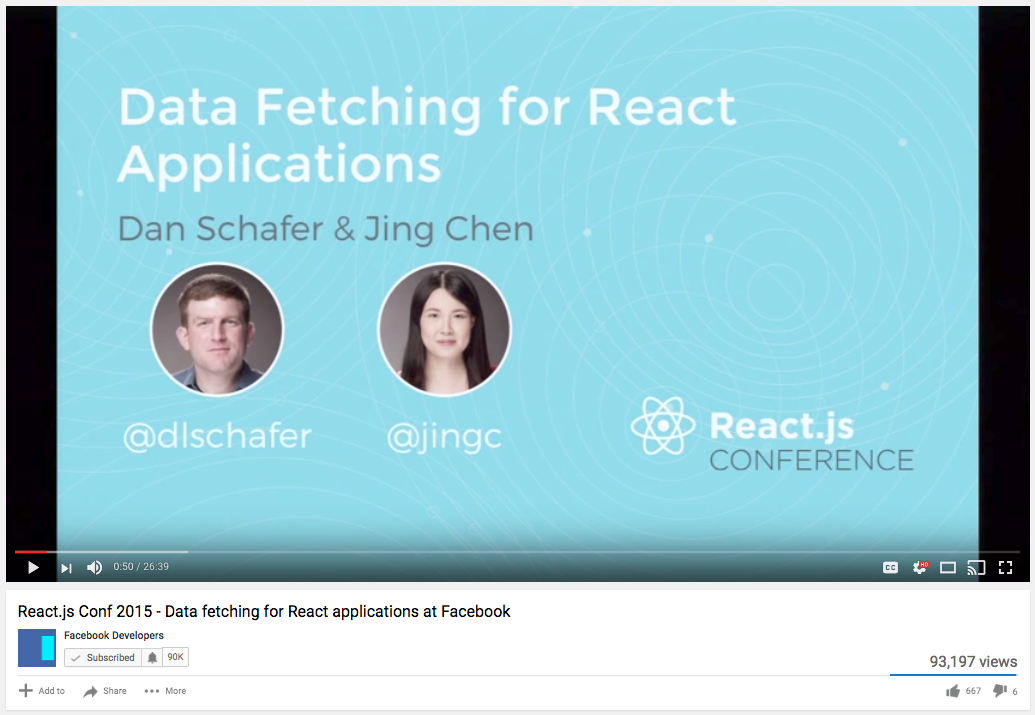 Data Fetching for React
Applications
Dan Schafer & Jing Chen
@dlschafer
@jingc
React.js
CONFERENCE
0:50 / 26:39
CC
HD
React.js Conf 2015 - Data fetching for React applications at Facebook
Facebook Developers
Subscribed
90K
93,197 views
Add to
Share
More
667
6